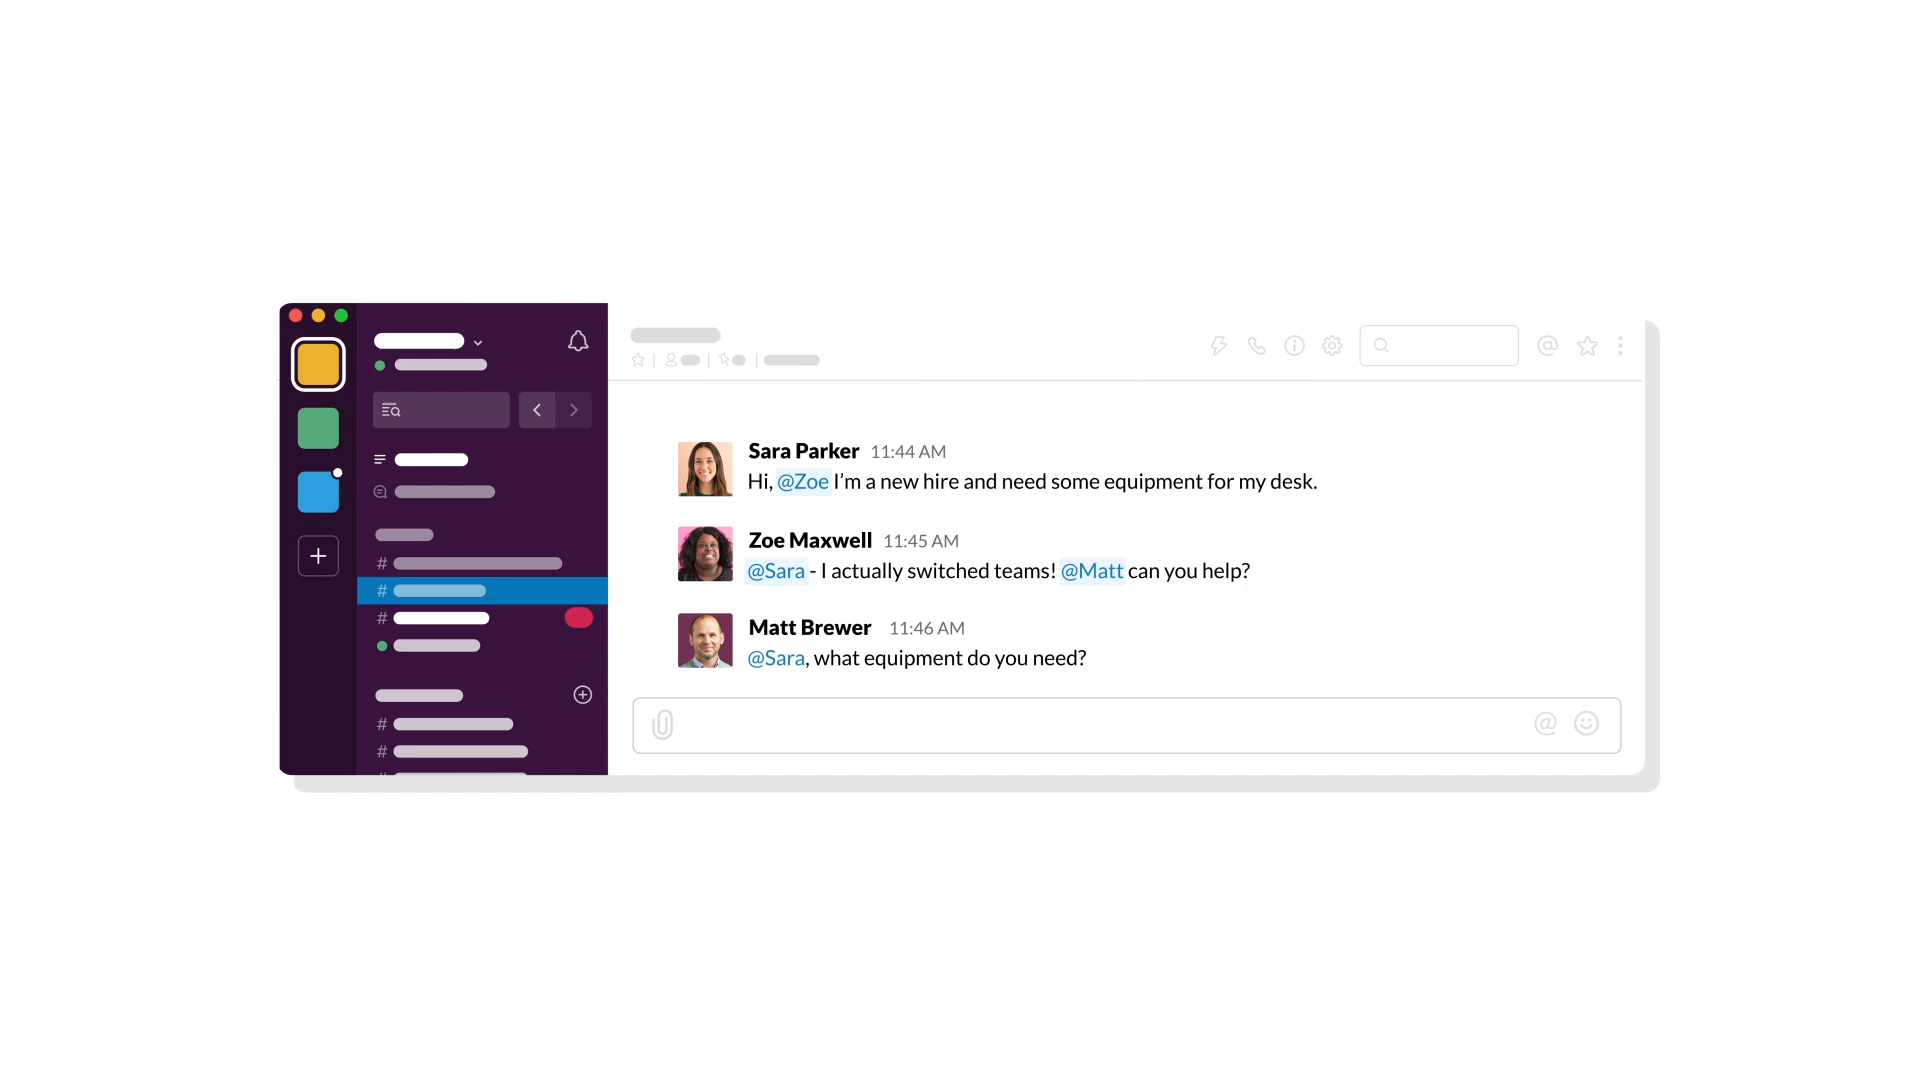 Sara Parker 11:44 AM
Hi, @Zoe I’m a new hire and need some equipment for my desk.
Zoe Maxwell 11:45 AM
@Sara - I actually switched teams! @Matt can you help?
Matt Brewer 11:46 AM
@Sara, what equipment do you need?